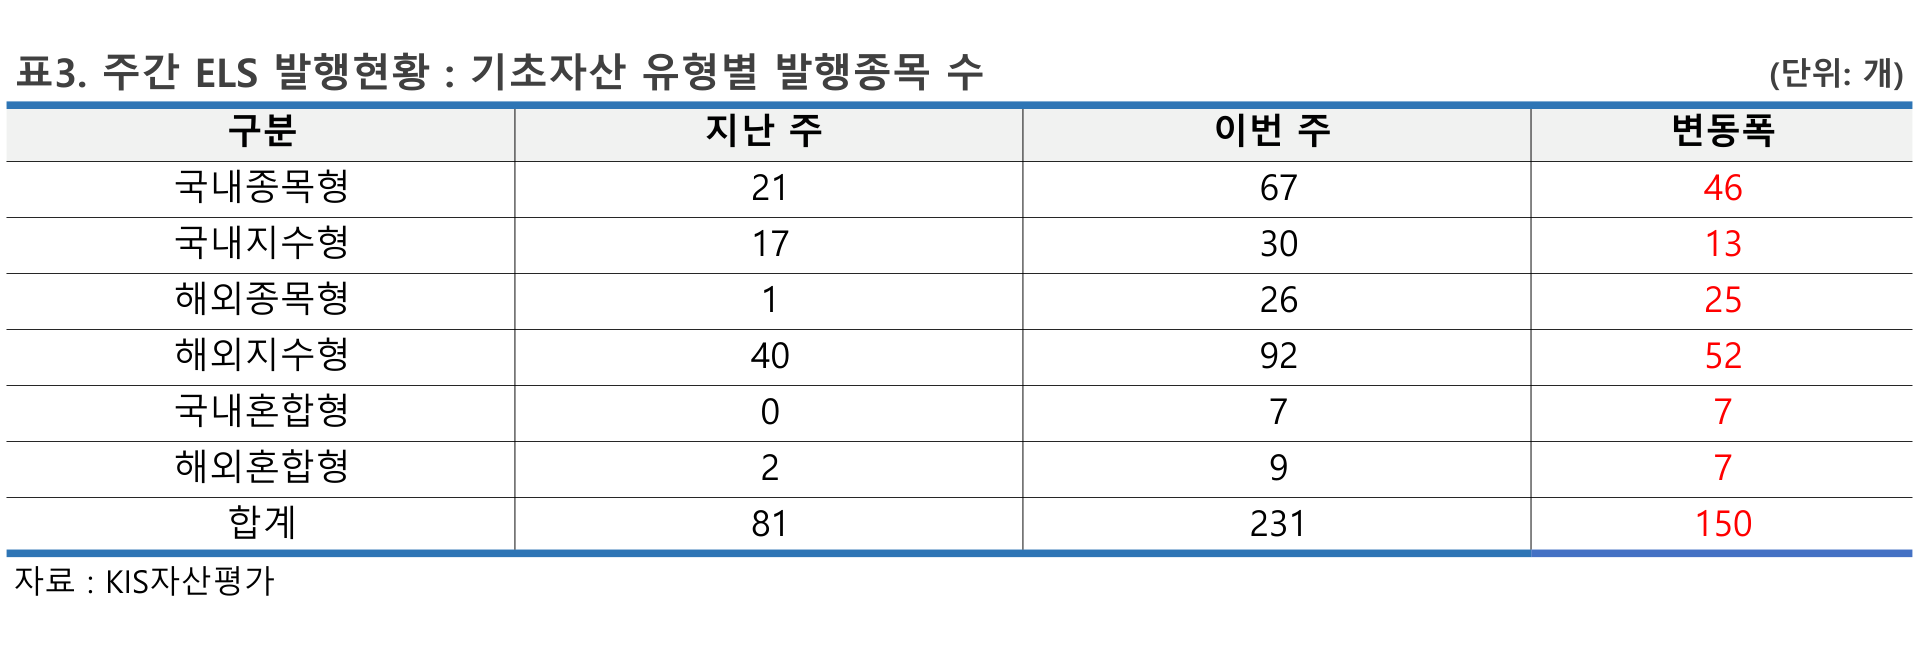 표3. 주간 ELS 발행현황 : 기초자산 유형별 발행종목 수 (단위: 개)
구분 지난 주 이번 주 변동폭
국내종목형 21 67 46
국내지수형 17 30 13
해외종목형 1 26 25
해외지수형 40 92 52
국내혼합형 0 7 7
해외혼합형 2 9 7
합계 81 231 150
자료 : KIS자산평가